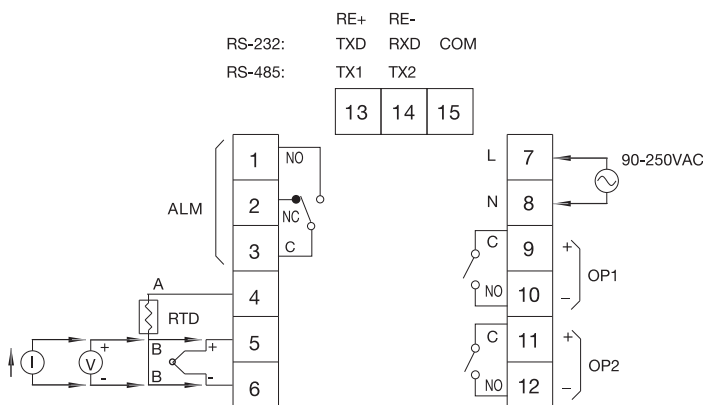 RE+ RE-
RS-232: TXD RXD COM
RS-485: TX1 TX2
13 14 15
1 NO
2 NC
3 C
ALM
4 A
RTD
5 B +
6 B -
I V + -
L 7 90-250VAC
N 8
C 9 +
OP1
NO 10 −
C 11 +
OP2
NO 12 −